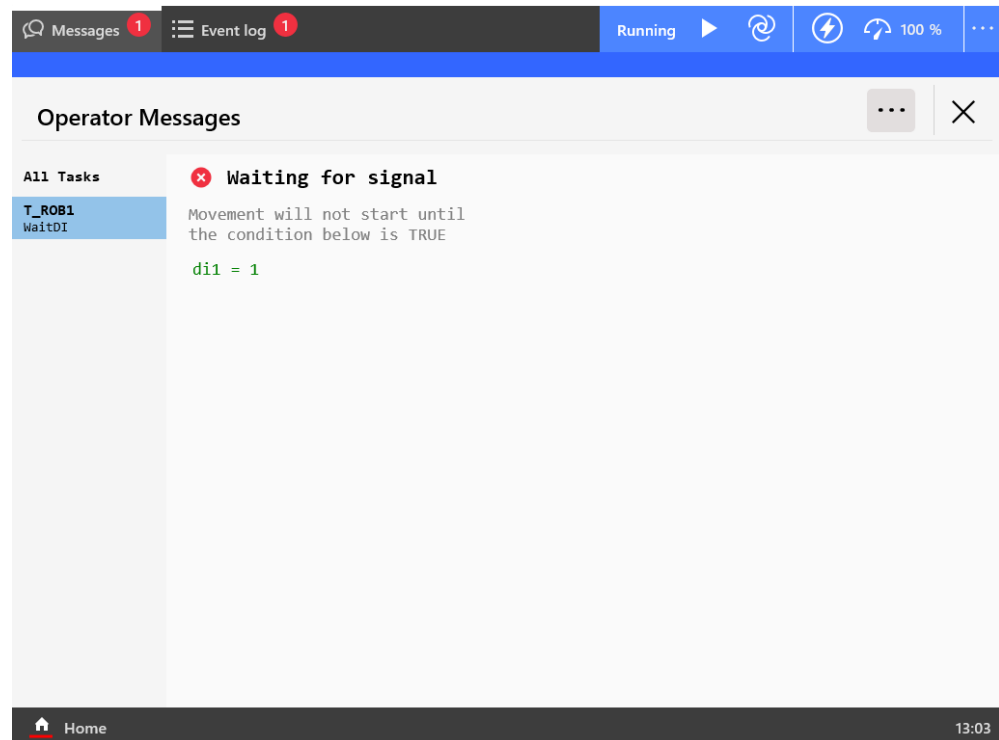 Messages 1 Event log 1 Running 100 % ...
Operator Messages ...
All Tasks
T_ROB1
WaitDI
Waiting for signal
Movement will not start until
the condition below is TRUE
di1 = 1
Home 13:03